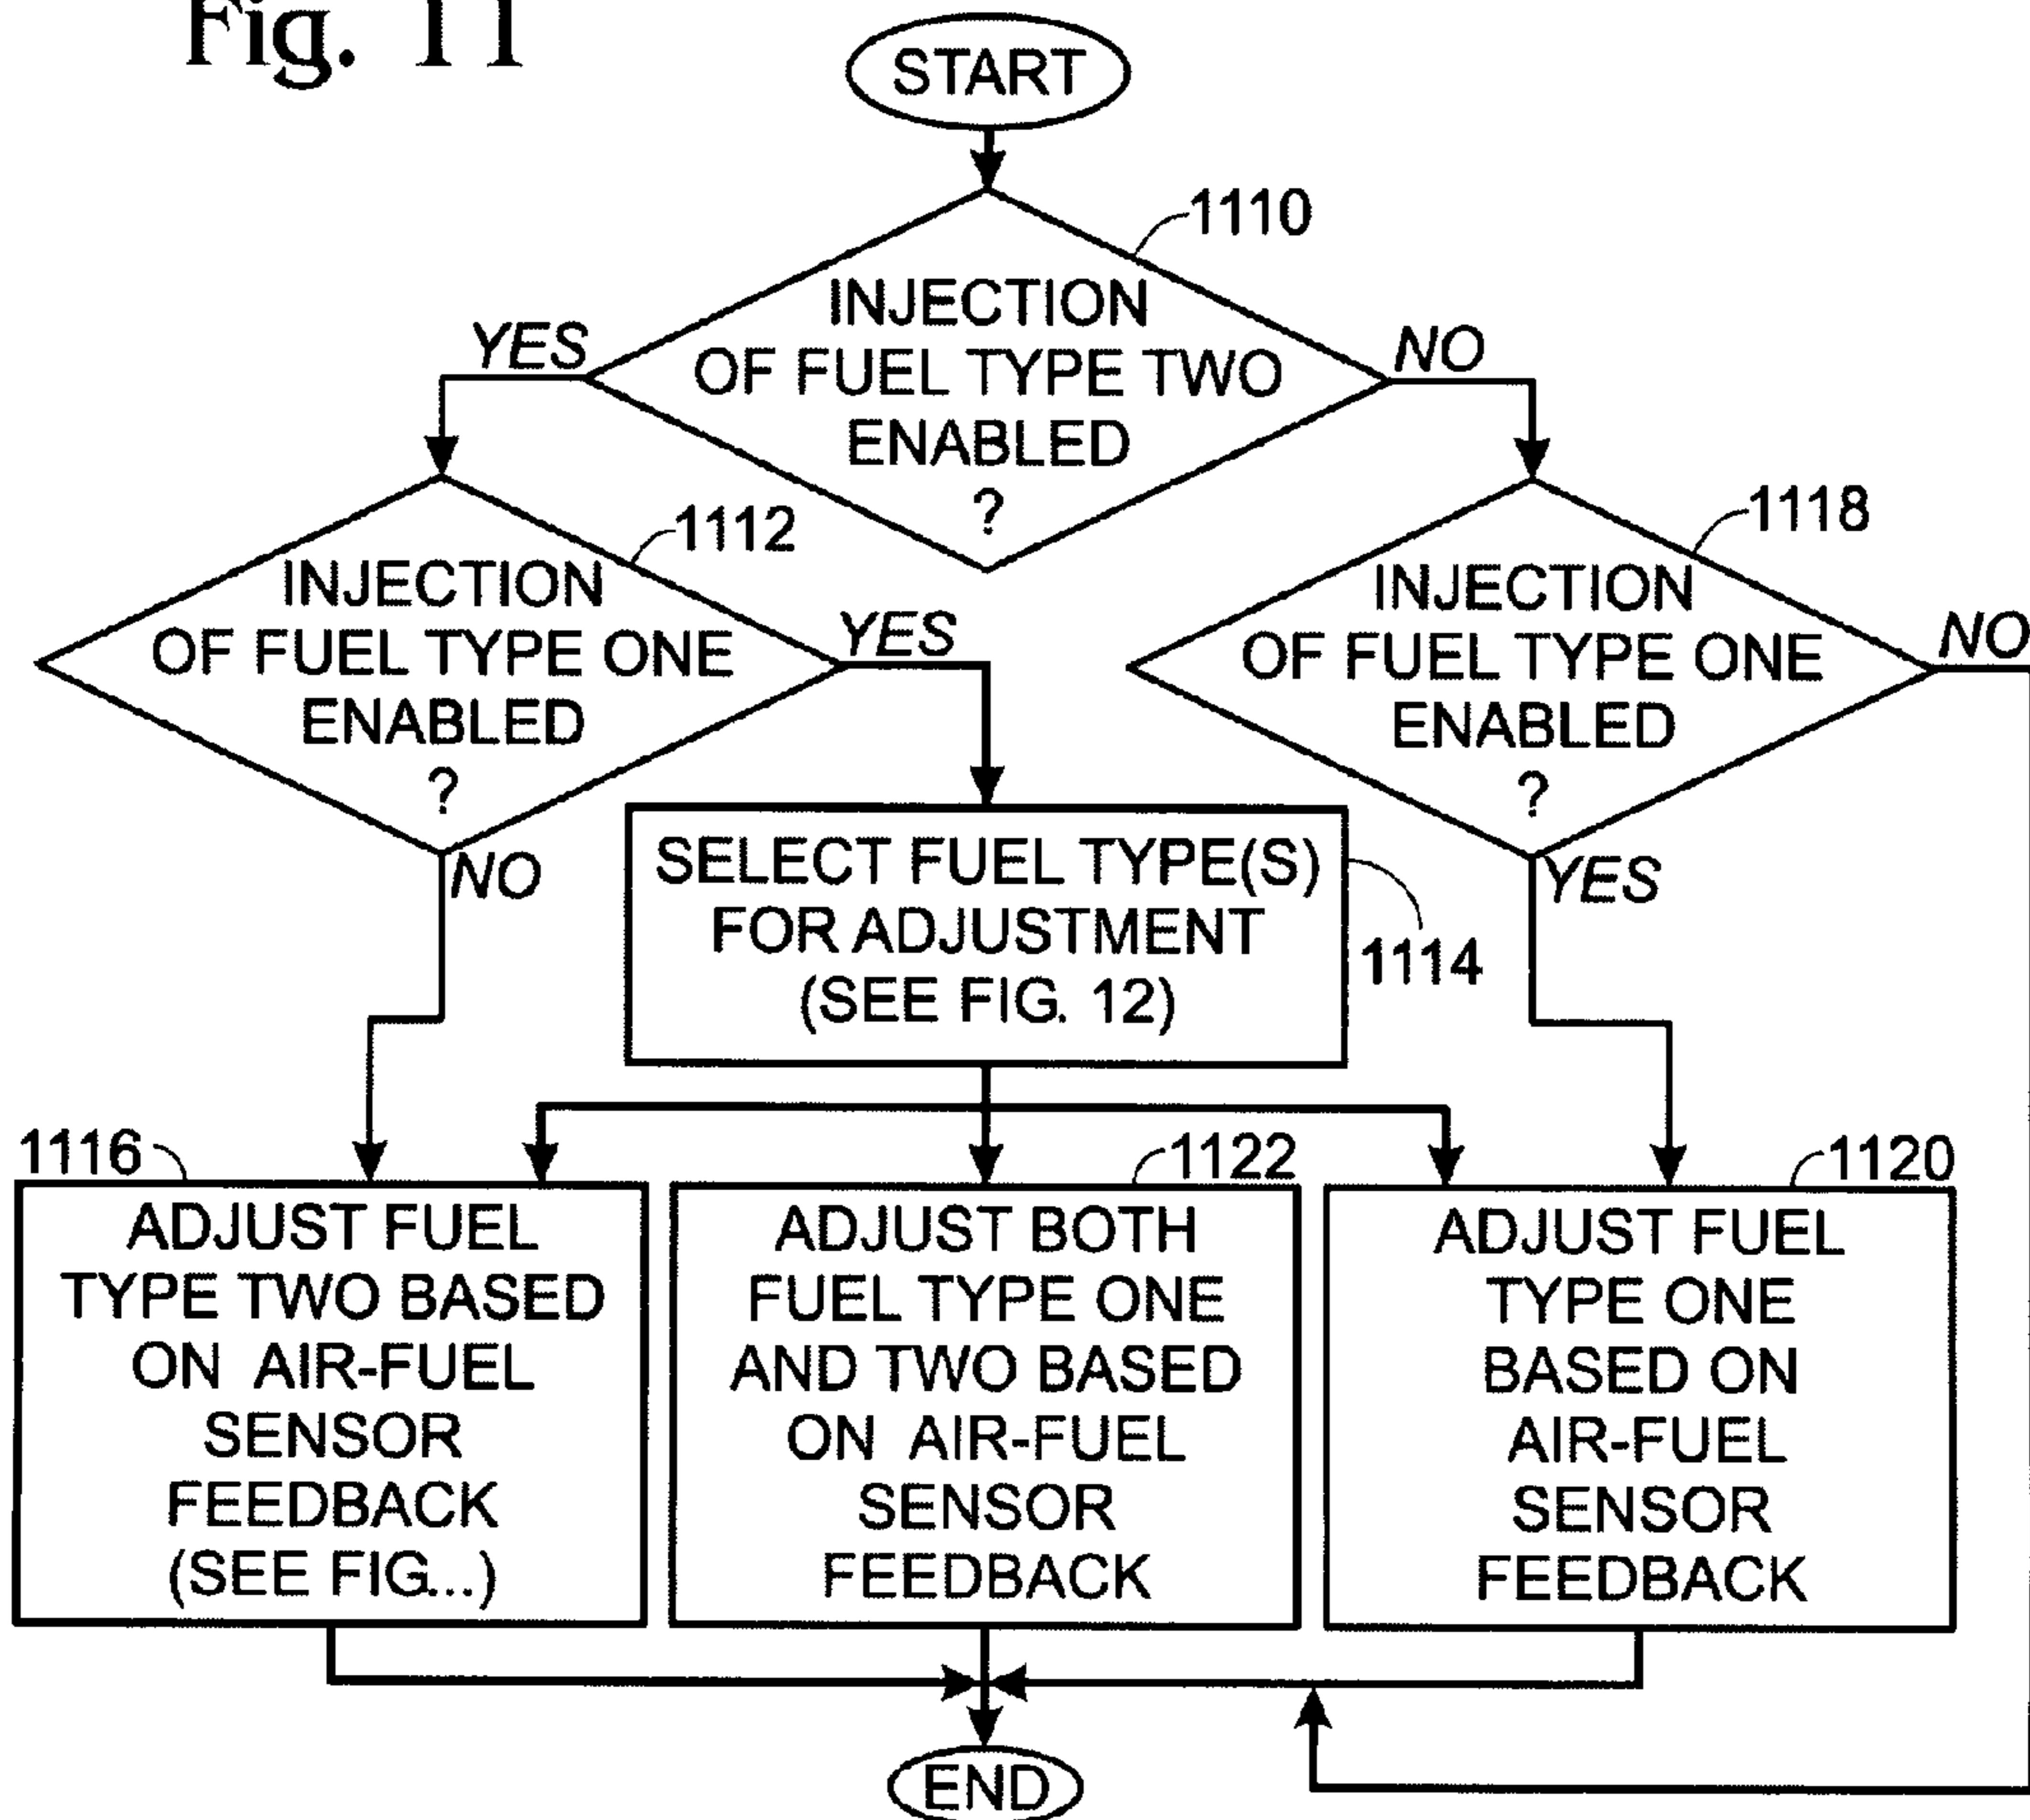 Fig. 11
START
1110
INJECTION
OF FUEL TYPE TWO
ENABLED
?
YES
NO
1112
INJECTION
OF FUEL TYPE ONE
ENABLED
?
YES
NO
1118
INJECTION
OF FUEL TYPE ONE
ENABLED
?
NO
YES
SELECT FUEL TYPE(S)
FOR ADJUSTMENT
(SEE FIG. 12)
1114
1116
ADJUST FUEL
TYPE TWO BASED
ON AIR-FUEL
SENSOR
FEEDBACK
(SEE FIG...)
1122
ADJUST BOTH
FUEL TYPE ONE
AND TWO BASED
ON AIR-FUEL
SENSOR
FEEDBACK
1120
ADJUST FUEL
TYPE ONE
BASED ON
AIR-FUEL
SENSOR
FEEDBACK
END